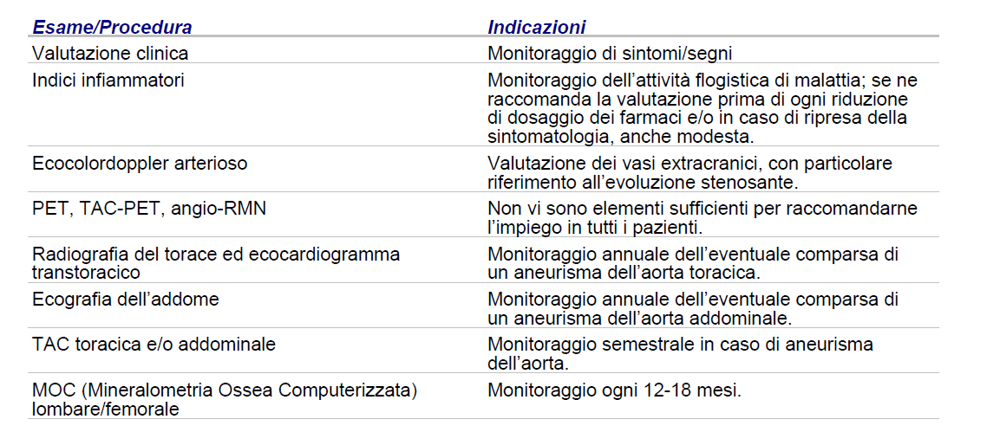 Esame/Procedura Indicazioni
Valutazione clinica Monitoraggio di sintomi/segni
Indici infiammatori Monitoraggio dell'attività flogistica di malattia; se ne
raccomanda la valutazione prima di ogni riduzione
di dosaggio dei farmaci e/o in caso di ripresa della
sintomatologia, anche modesta.
Ecocolordoppler arterioso Valutazione dei vasi extracranici, con particolare
riferimento all'evoluzione stenosante.
PET, TAC-PET, angio-RMN Non vi sono elementi sufficienti per raccomandarne
l'impiego in tutti i pazienti.
Radiografia del torace ed ecocardiogramma Monitoraggio annuale dell'eventuale comparsa di
transtoracico un aneurisma dell'aorta toracica.
Ecografia dell'addome Monitoraggio annuale dell'eventuale comparsa di
un aneurisma dell'aorta addominale.
TAC toracica e/o addominale Monitoraggio semestrale in caso di aneurisma
dell'aorta.
MOC (Mineralometria Ossea Computerizzata) Monitoraggio ogni 12-18 mesi.
lombare/femorale